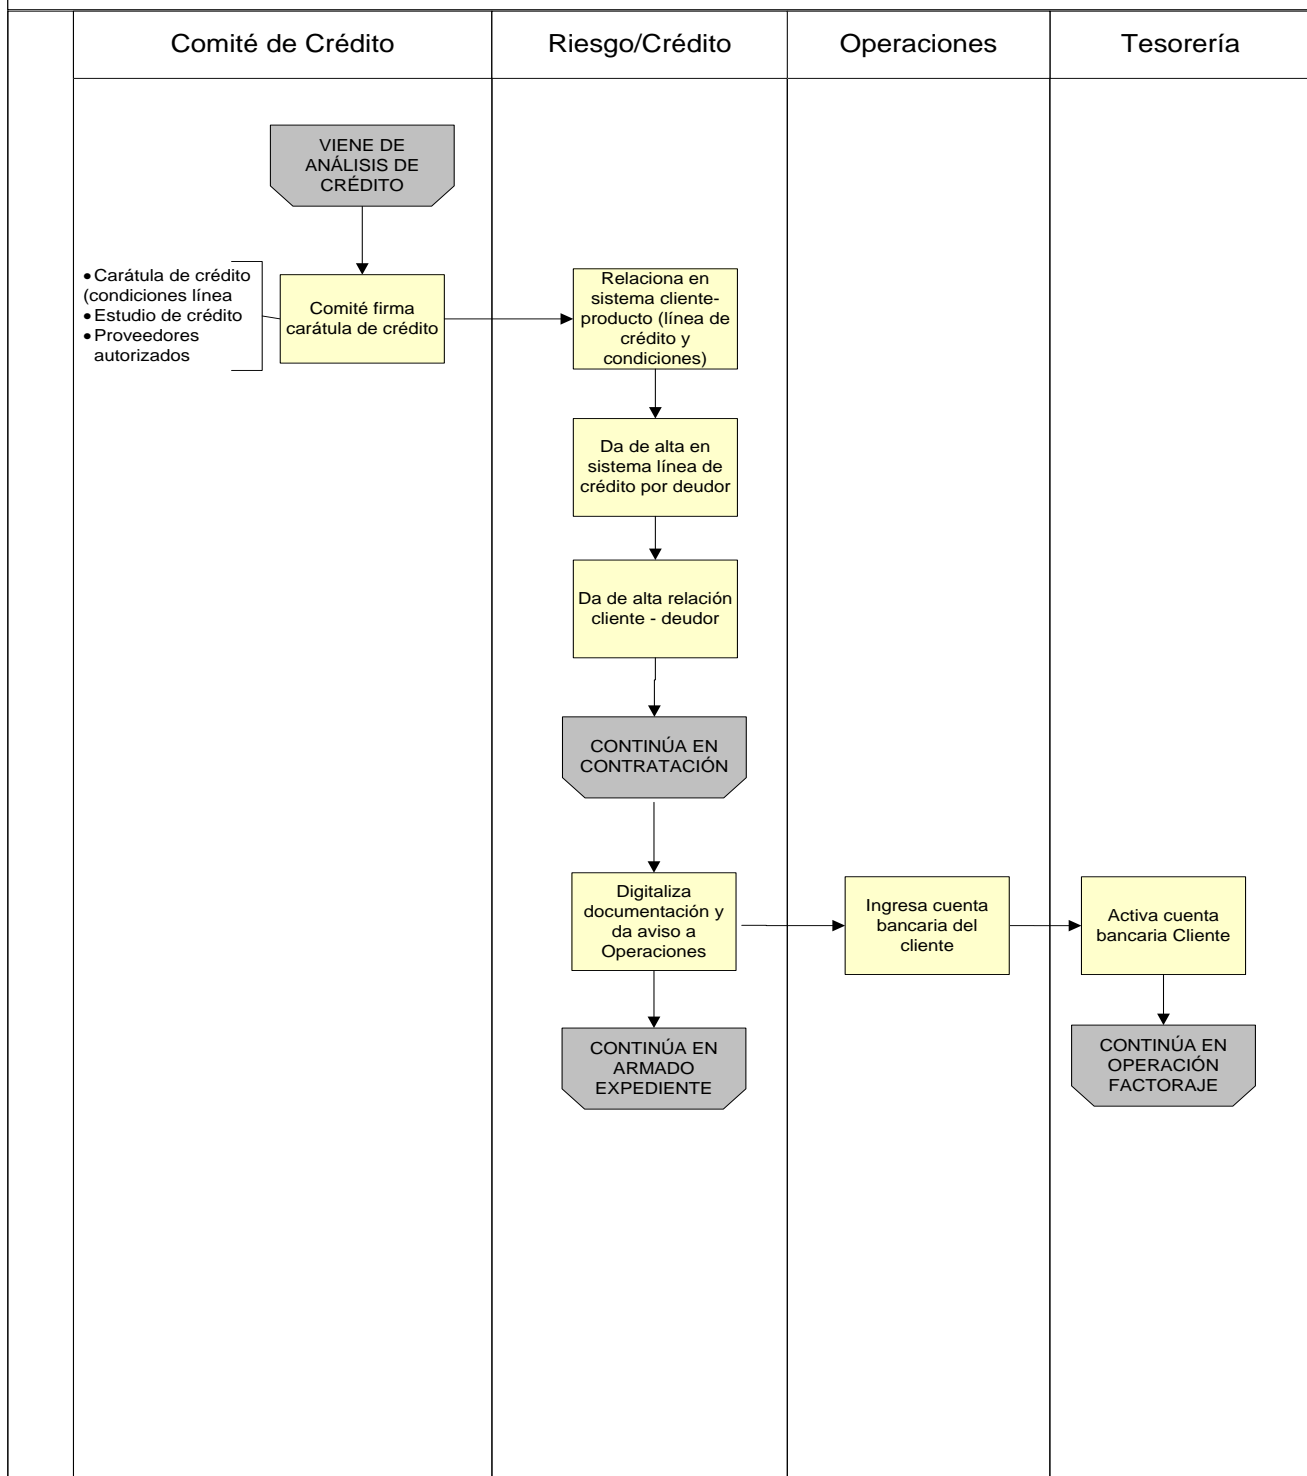 Comité de Crédito
Riesgo/Crédito
Operaciones
Tesorería
VIENE DE
ANÁLISIS DE
CRÉDITO
•Carátula de crédito
(condiciones línea
•Estudio de crédito
•Proveedores
autorizados
Comité firma
carátula de crédito
Relaciona en
sistema cliente-
producto (línea de
crédito y
condiciones)
Da de alta en
sistema línea de
crédito por deudor
Da de alta relación
cliente - deudor
CONTINÚA EN
CONTRATACIÓN
Digitaliza
documentación y
da aviso a
Operaciones
Ingresa cuenta
bancaria del
cliente
Activa cuenta
bancaria Cliente
CONTINÚA EN
ARMADO
EXPEDIENTE
CONTINÚA EN
OPERACIÓN
FACTORAJE